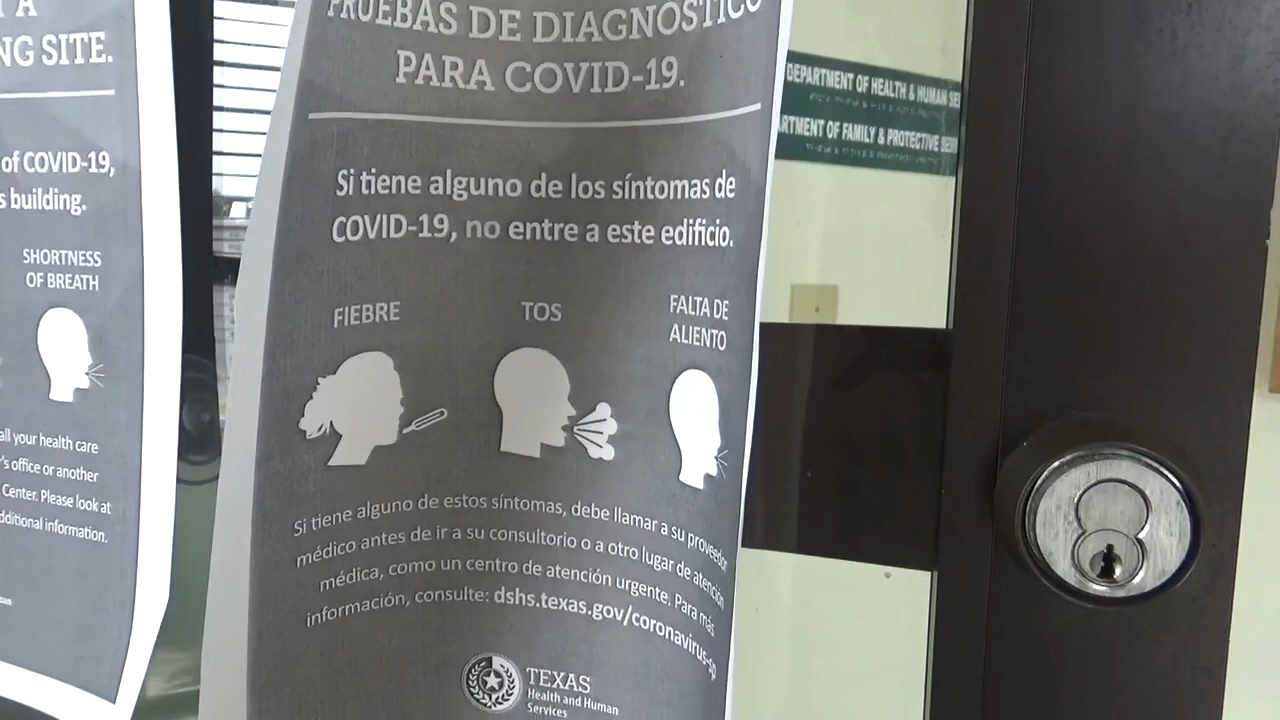 A
NG SITE.
of COVID-19,
s building.
SHORTNESS
OF BREATH
all your health care
r's office or another
Center. Please look at
dditional information.
PRUEBAS DE DIAGNÓSTICO
PARA COVID-19.
Si tiene alguno de los síntomas de
COVID-19, no entre a este edificio.
FIEBRE
TOS
FALTA DE
ALIENTO
Si tiene alguno de estos síntomas, debe llamar a su proveedor
médico antes de ir a su consultorio o a otro lugar de atención
médica, como un centro de atención urgente. Para más
información, consulte: dshs.texas.gov/coronavirus-sp
TEXAS
Health and Human
Services
DEPARTMENT OF HEALTH & HUMAN SE
ARTMENT OF FAMILY & PROTECTIVE SERV